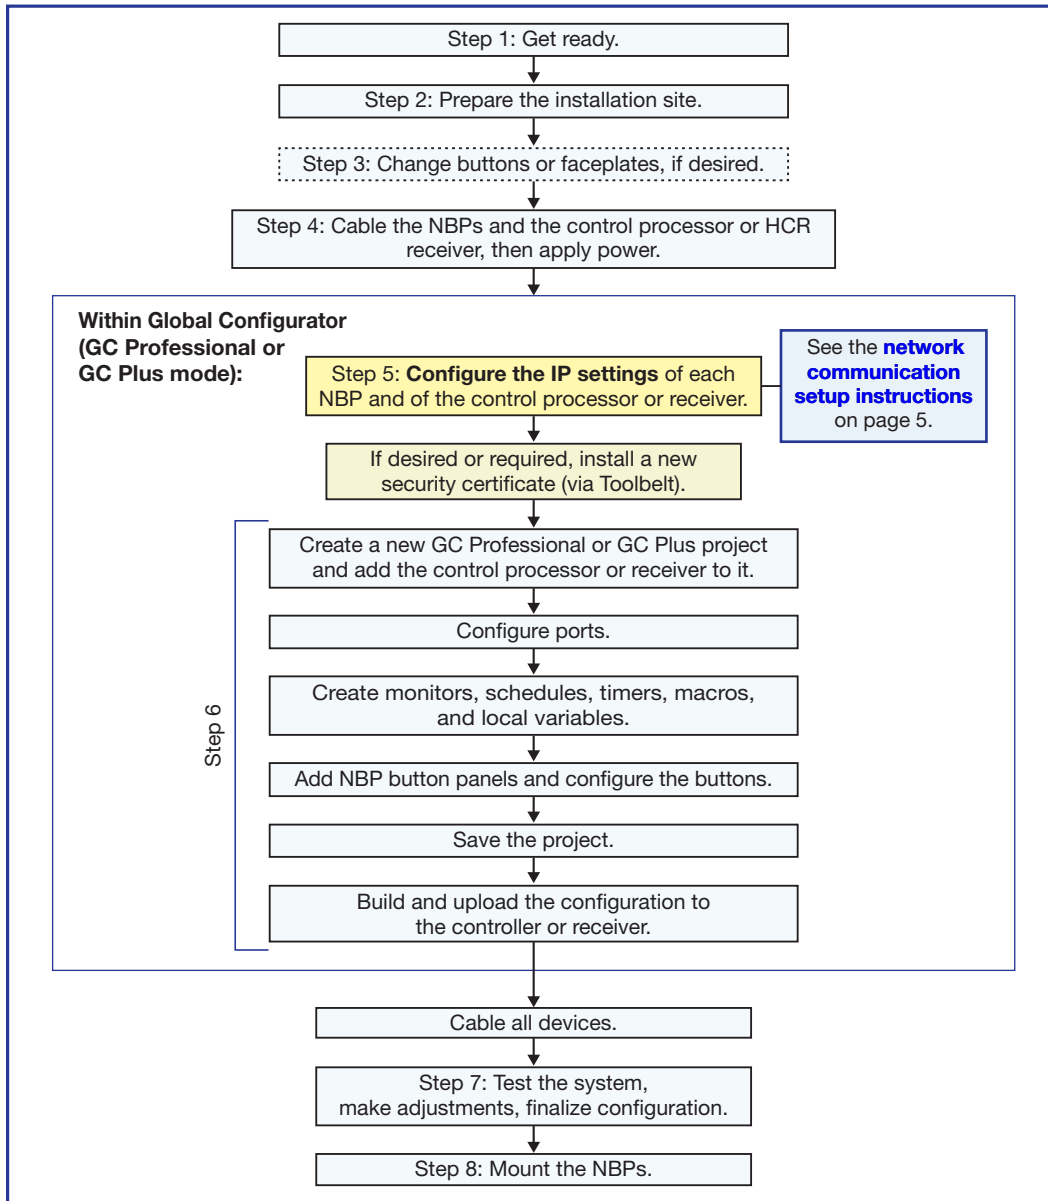 Step 1: Get ready.
Step 2: Prepare the installation site.
Step 3: Change buttons or faceplates, if desired.
Step 4: Cable the NBPs and the control processor or HCR
receiver, then apply power.
Within Global Configurator
(GC Professional or
GC Plus mode):
Step 5: Configure the IP settings of each
NBP and of the control processor or receiver.
See the network
communication
setup instructions
on page 5.
If desired or required, install a new
security certificate (via Toolbelt).
Step 6
Create a new GC Professional or GC Plus project
and add the control processor or receiver to it.
Configure ports.
Create monitors, schedules, timers, macros,
and local variables.
Add NBP button panels and configure the buttons.
Save the project.
Build and upload the configuration to
the controller or receiver.
Cable all devices.
Step 7: Test the system,
make adjustments, finalize configuration.
Step 8: Mount the NBPs.